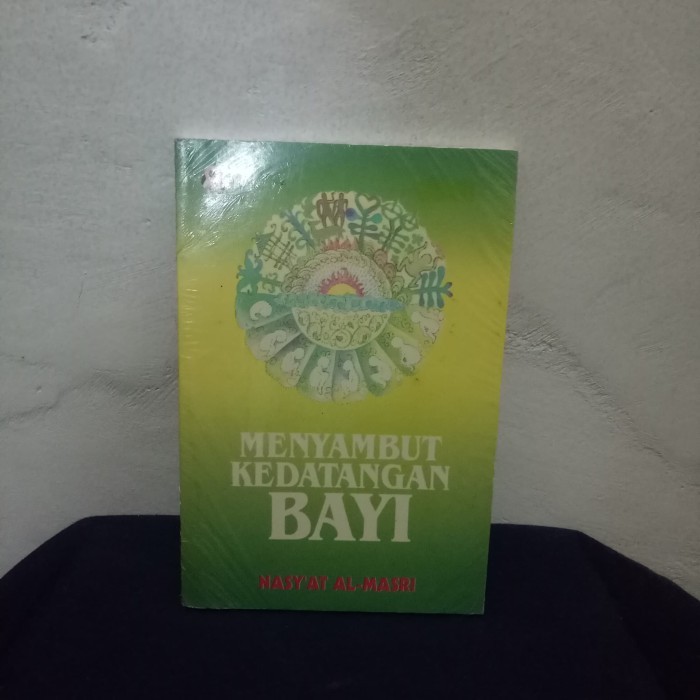 MENYAMBUT
KEDATANGAN
BAYI
NASY'AT AL-MASRI